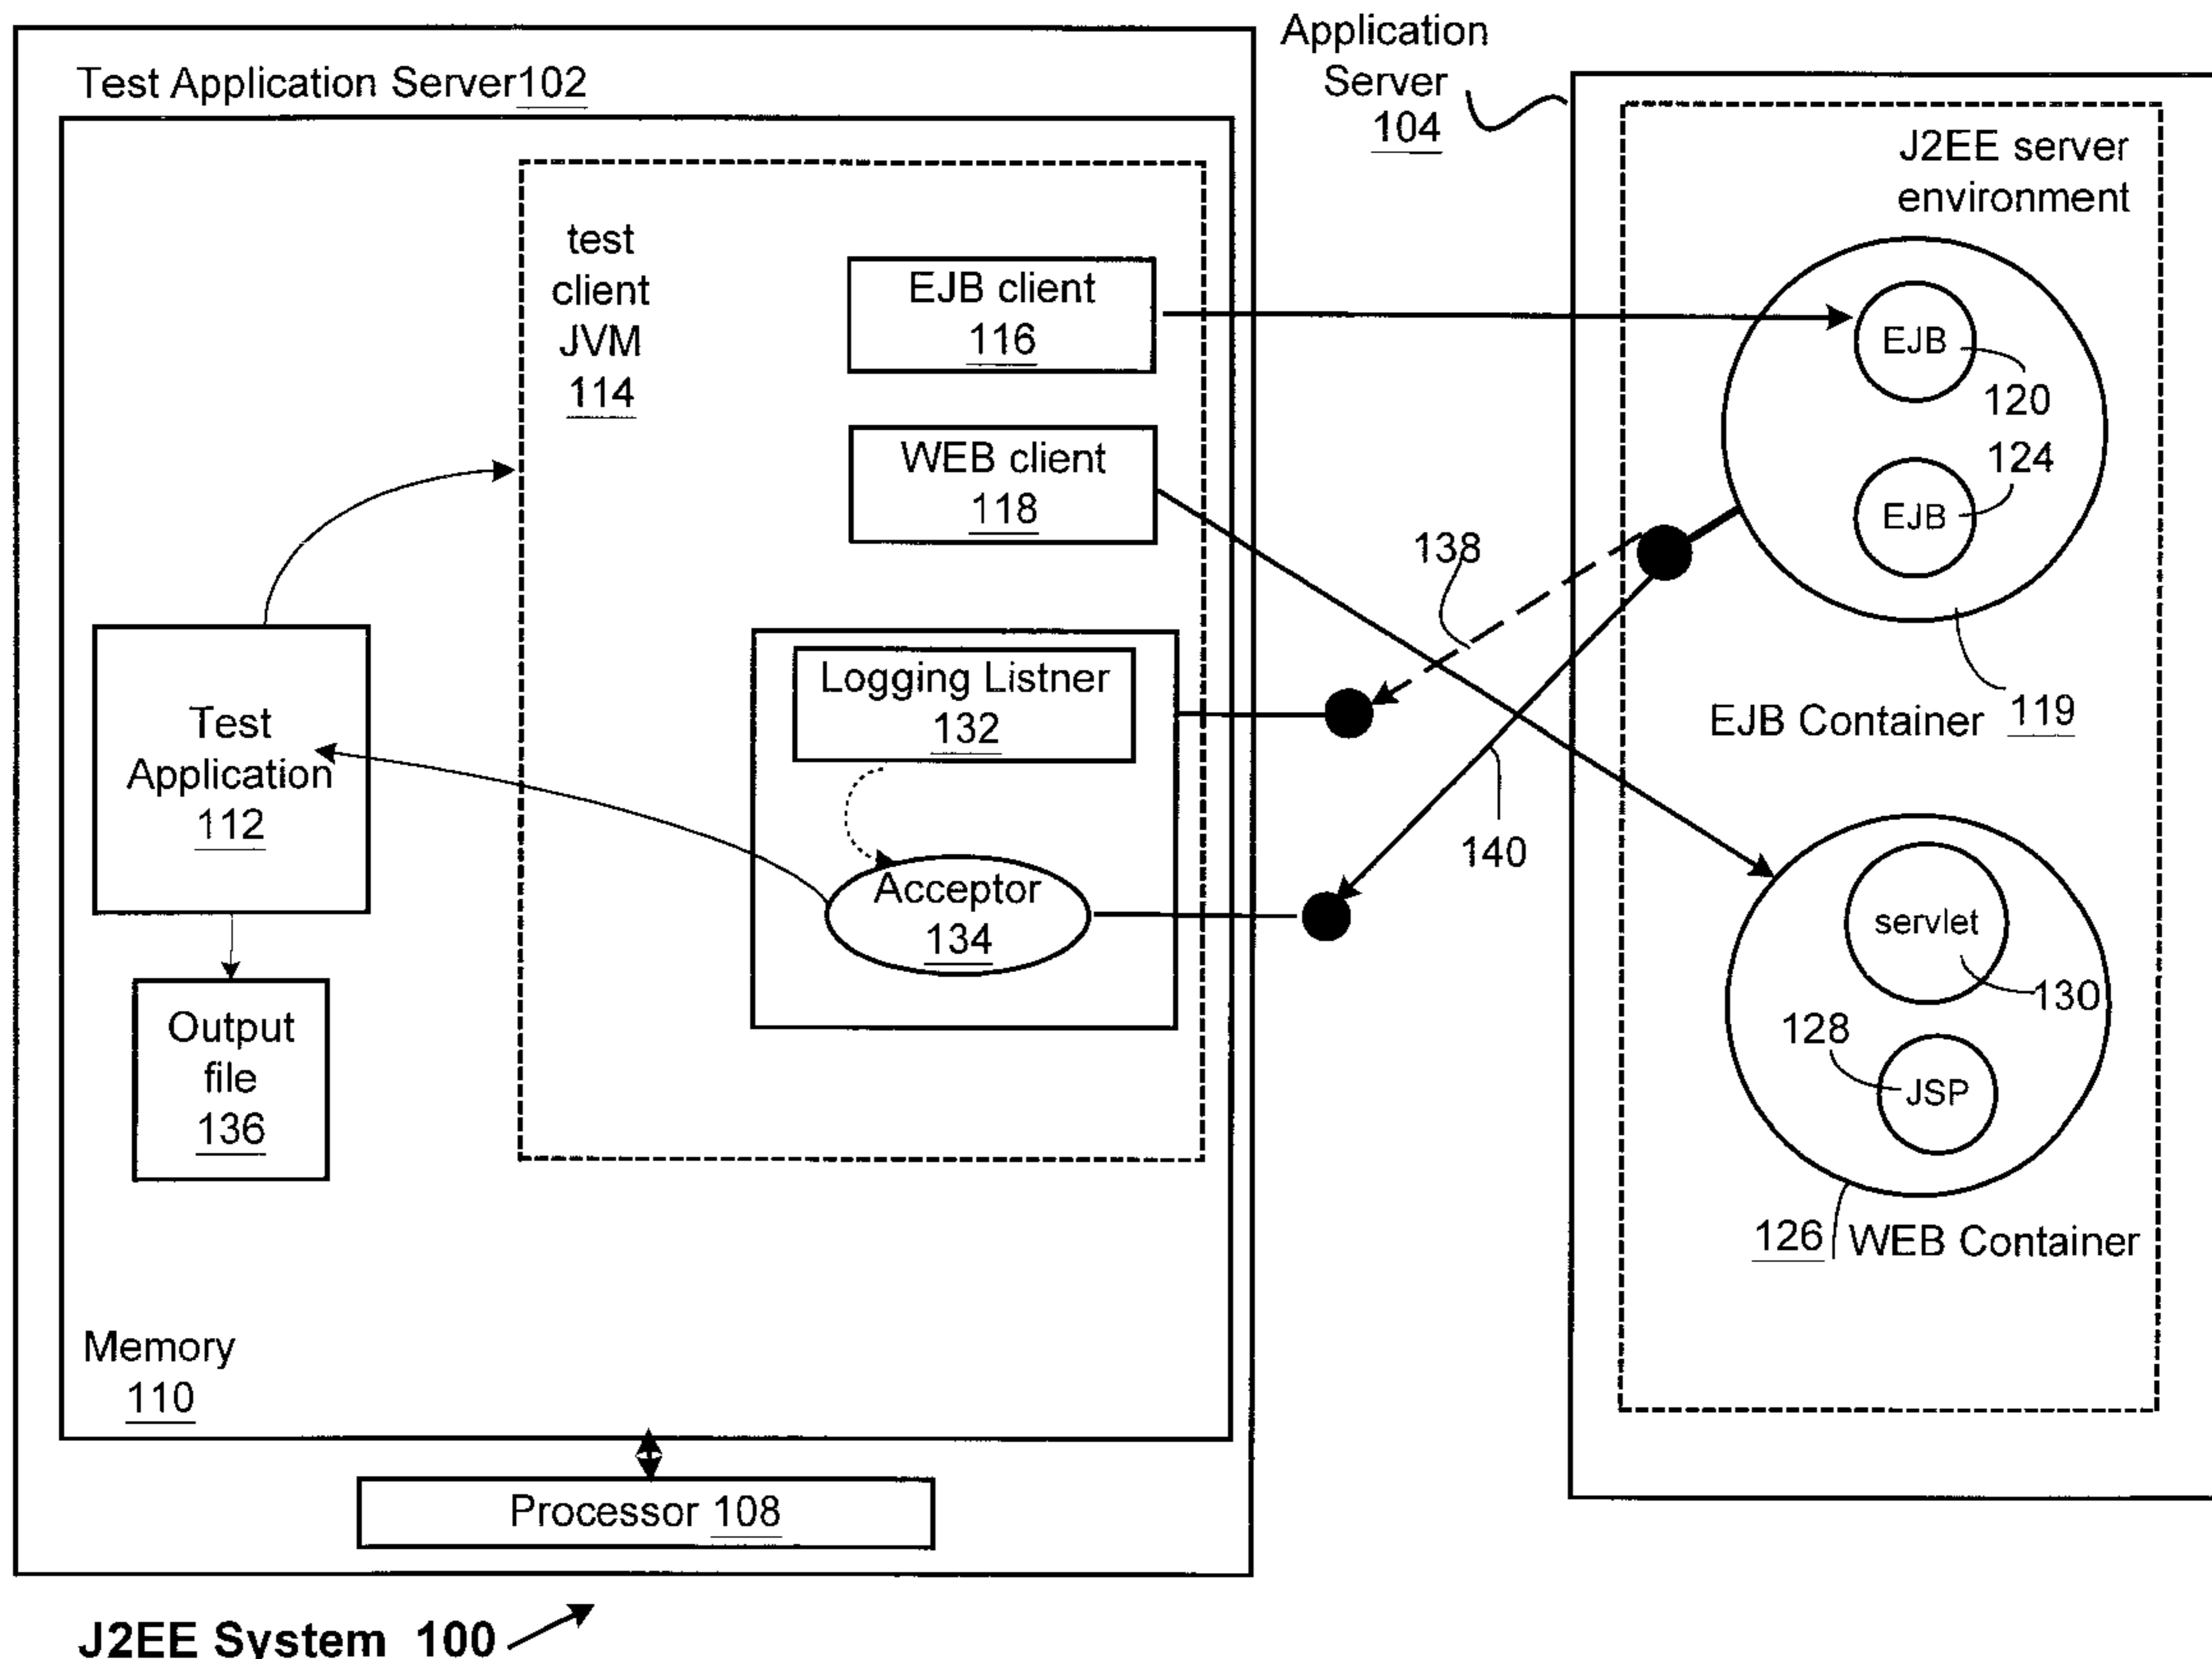 Test Application Server 102
test
client
JVM
114
EJB client
116
WEB client
118
Logging Listner
132
Acceptor
134
Test
Application
112
Output
file
136
Memory
110
Processor 108
J2EE System 100
Application
Server
104
138
140
J2EE server
environment
EJB
120
124
EJB
EJB Container 119
servlet
130
128
JSP
126 WEB Container